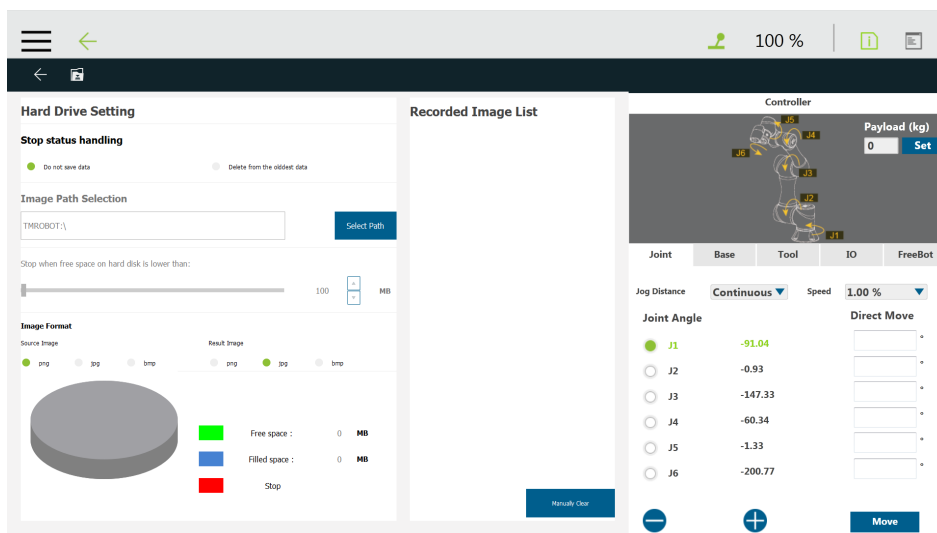 100 %
Hard Drive Setting
Stop status handling
Do not save data
Delete from the olddest data
Image Path Selection
TMROBOT:\
Select Path
Stop when free space on hard disk is lower than:
100
MB
Image Format
Source Image
Result Image
png
jpg
bmp
png
jpg
bmp
Free space :
0
MB
Filled space :
0
MB
Stop
Recorded Image List
Manually Clear
Controller
J5
J4
J6
J3
J2
J1
Payload (kg)
0
Set
Joint
Base
Tool
IO
FreeBot
Jog Distance
Continuous
Speed
1.00 %
Joint Angle
Direct Move
J1
-91.04
°
J2
-0.93
°
J3
-147.33
°
J4
-60.34
°
J5
-1.33
°
J6
-200.77
°
Move